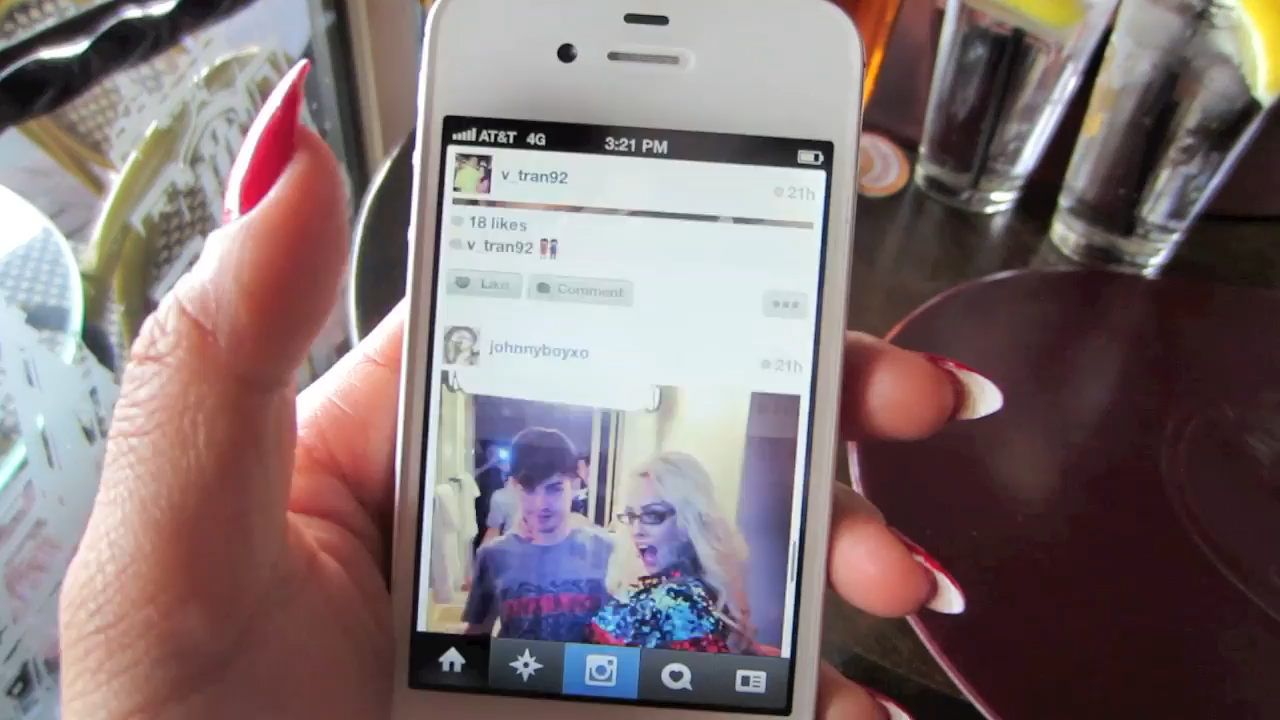 AT&T 4G 3:21 PM
v_tran92 21h
18 likes
v_tran92
Like Comment
johnnyboyxo 21h